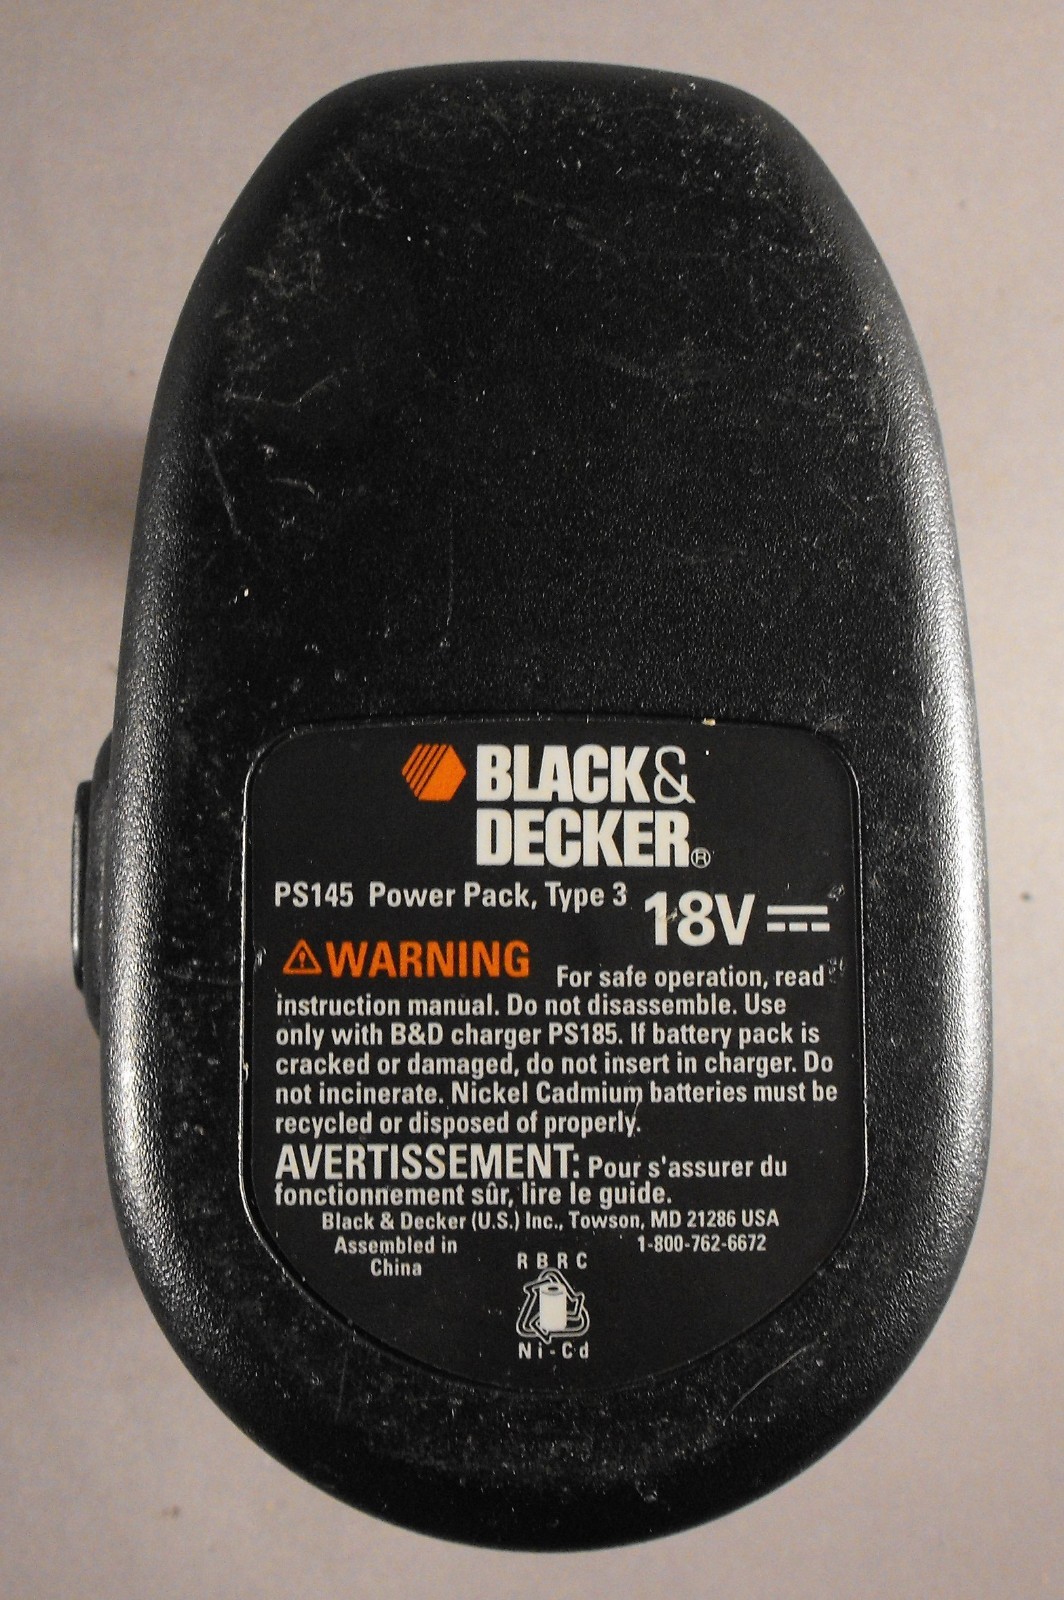 BLACK&
DECKER®
PS145 Power Pack, Type 3 18V
WARNING For safe operation, read
instruction manual. Do not disassemble. Use
only with B&D charger PS185. If battery pack is
cracked or damaged, do not insert in charger. Do
not incinerate. Nickel Cadmium batteries must be
recycled or disposed of properly.
AVERTISSEMENT: Pour s'assurer du
fonctionnement sûr, lire le guide.
Black & Decker (U.S.) Inc., Towson, MD 21286 USA
Assembled in 1-800-762-6672
China
RBRC
Ni-Cd